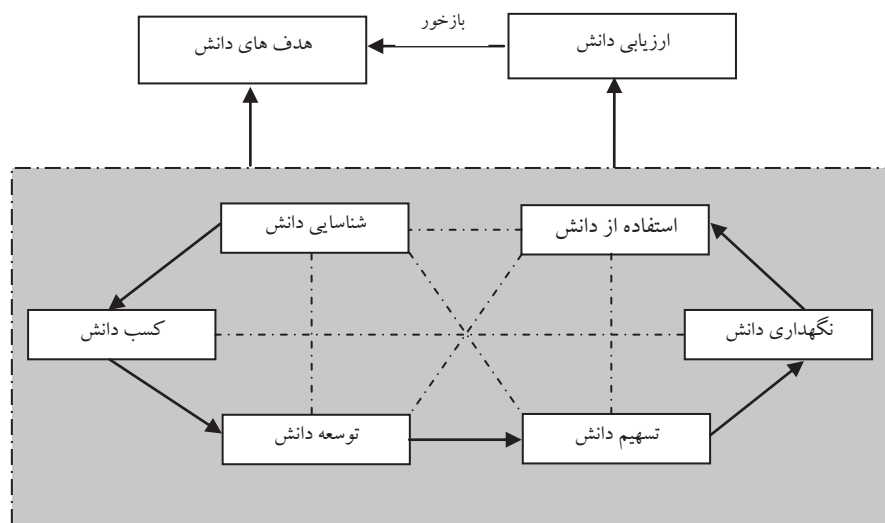 بازخور
ارزیابی دانش
هدف های دانش
استفاده از دانش
شناسایی دانش
نگهداری دانش
کسب دانش
تسهیم دانش
توسعه دانش